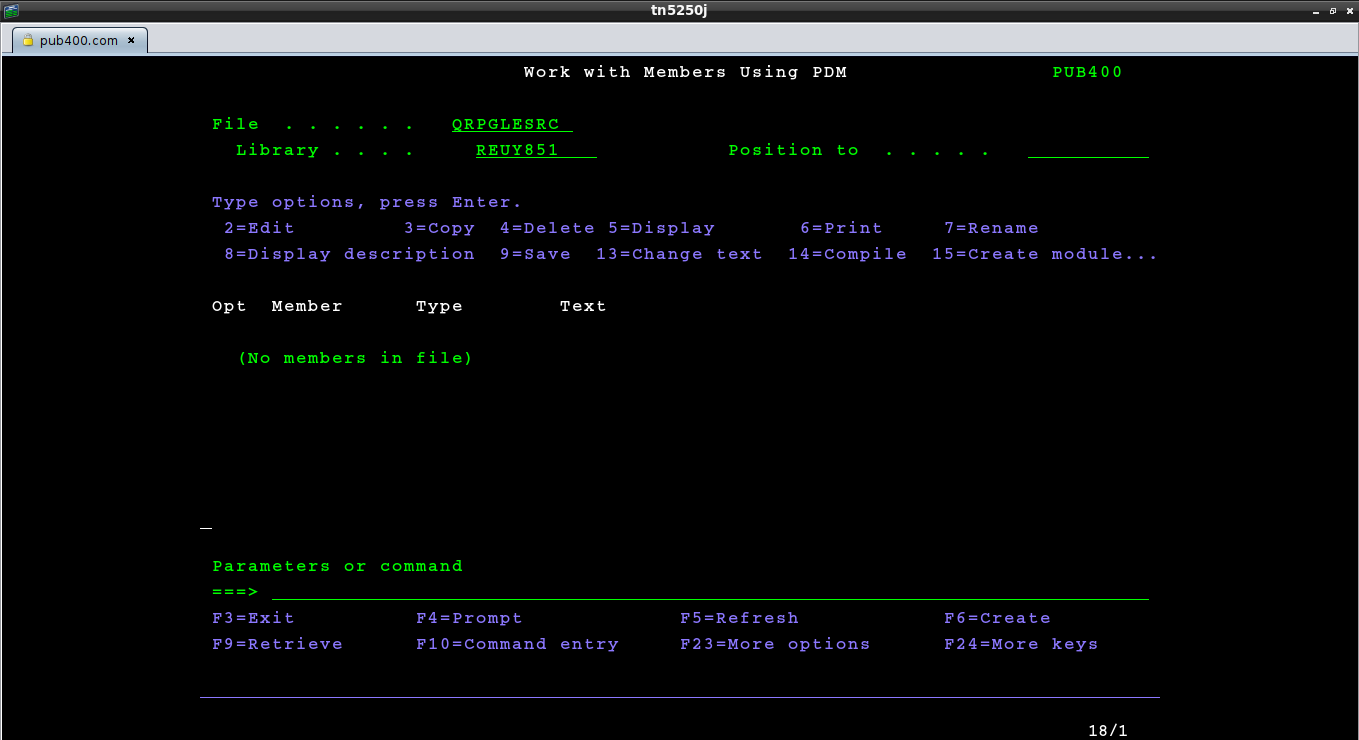 tn5250j
pub400.com
Work with Members Using PDM PUB400
File . . . . . . QRPGLESRC
Library . . . . REUY851 Position to . . . . .
Type options, press Enter.
2=Edit 3=Copy 4=Delete 5=Display 6=Print 7=Rename
8=Display description 9=Save 13=Change text 14=Compile 15=Create module...
Opt Member Type Text
(No members in file)
Parameters or command
===>
F3=Exit F4=Prompt F5=Refresh F6=Create
F9=Retrieve F10=Command entry F23=More options F24=More keys
18/1